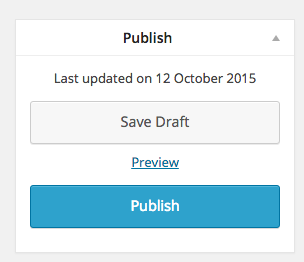 Publish
Last updated on 12 October 2015
Save Draft
Preview
Publish